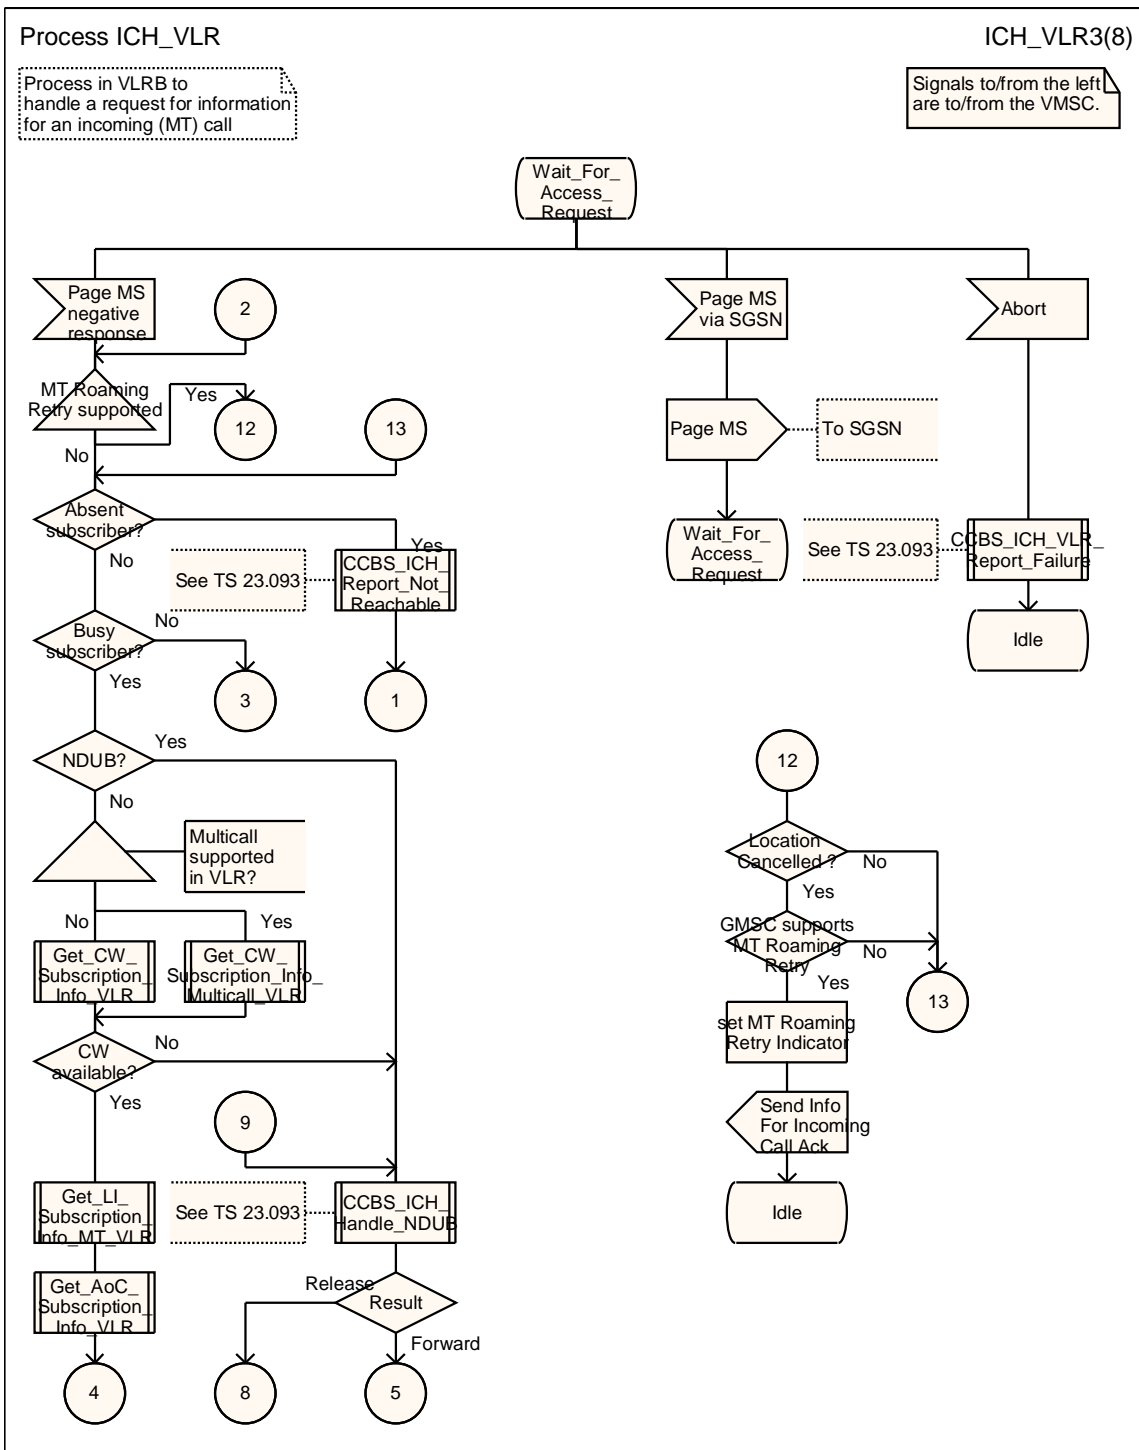 Process ICH_VLR
ICH_VLR3(8)
Process in VLRB to
handle a request for information
for an incoming (MT) call
Signals to/from the left
are to/from the VMSC.
Wait_For_
Access_
Request
Page MS
negative
response
2
Page MS
via SGSN
Abort
MT Roaming
Retry supported
Yes
12
13
No
Page MS
To SGSN
Absent
subscriber?
Yes
No
See TS 23.093
CCBS_ICH_
Report_Not_
Reachable
Wait_For_
Access_
Request
See TS 23.093
CCBS_ICH_VLR_
Report_Failure
Busy
subscriber?
No
Yes
3
1
Idle
NDUB?
Yes
No
Multicall
supported
in VLR?
No
Yes
Get_CW_
Subscription_
Info_VLR
Get_CW_
Subscription_Info_
Multicall_VLR
CW
available?
No
Yes
9
Get_LI_
Subscription_
Info_MT_VLR
See TS 23.093
CCBS_ICH_
Handle_NDUB
Get_AoC_
Subscription_
Info_VLR
Release
Result
Forward
4
8
5
12
Location
Cancelled ?
No
Yes
GMSC supports
MT Roaming
Retry
No
Yes
13
set MT Roaming
Retry Indicator
Send Info
For Incoming
Call Ack
Idle